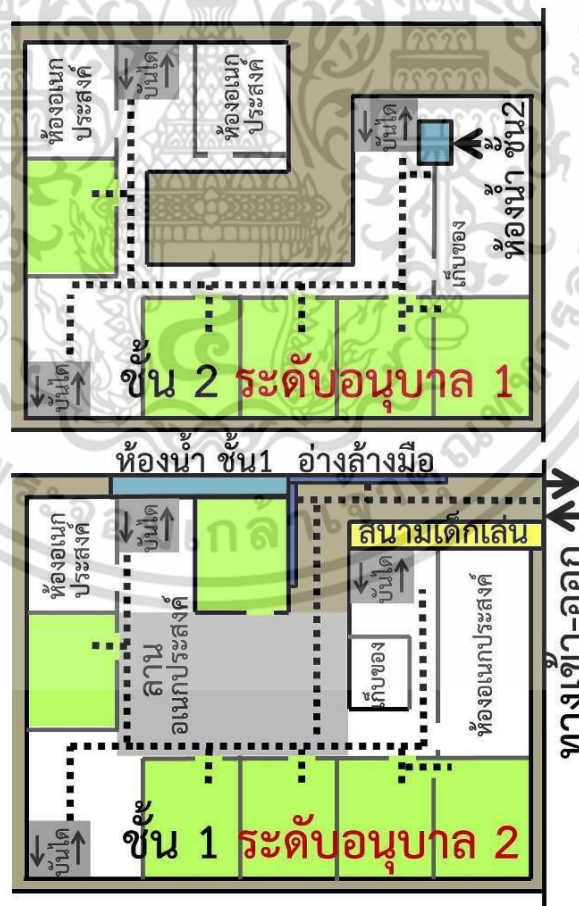 ห้องอเนก
ประสงค์
บันได
ห้องอเนก
ประสงค์
บันได
ห้องน้ำ ชั้น2
เก็บของ
บันได
ชั้น 2 ระดับอนุบาล 1
ห้องน้ำ ชั้น1 อ่างล้างมือ
ห้องอเนก
ประสงค์
บันได
สนามเด็กเล่น
บันได
ลาน
อเนกประสงค์
เก็บของ
ห้องอเนกประสงค์
ทางเข้า-ออก
บันได
ชั้น 1 ระดับอนุบาล 2